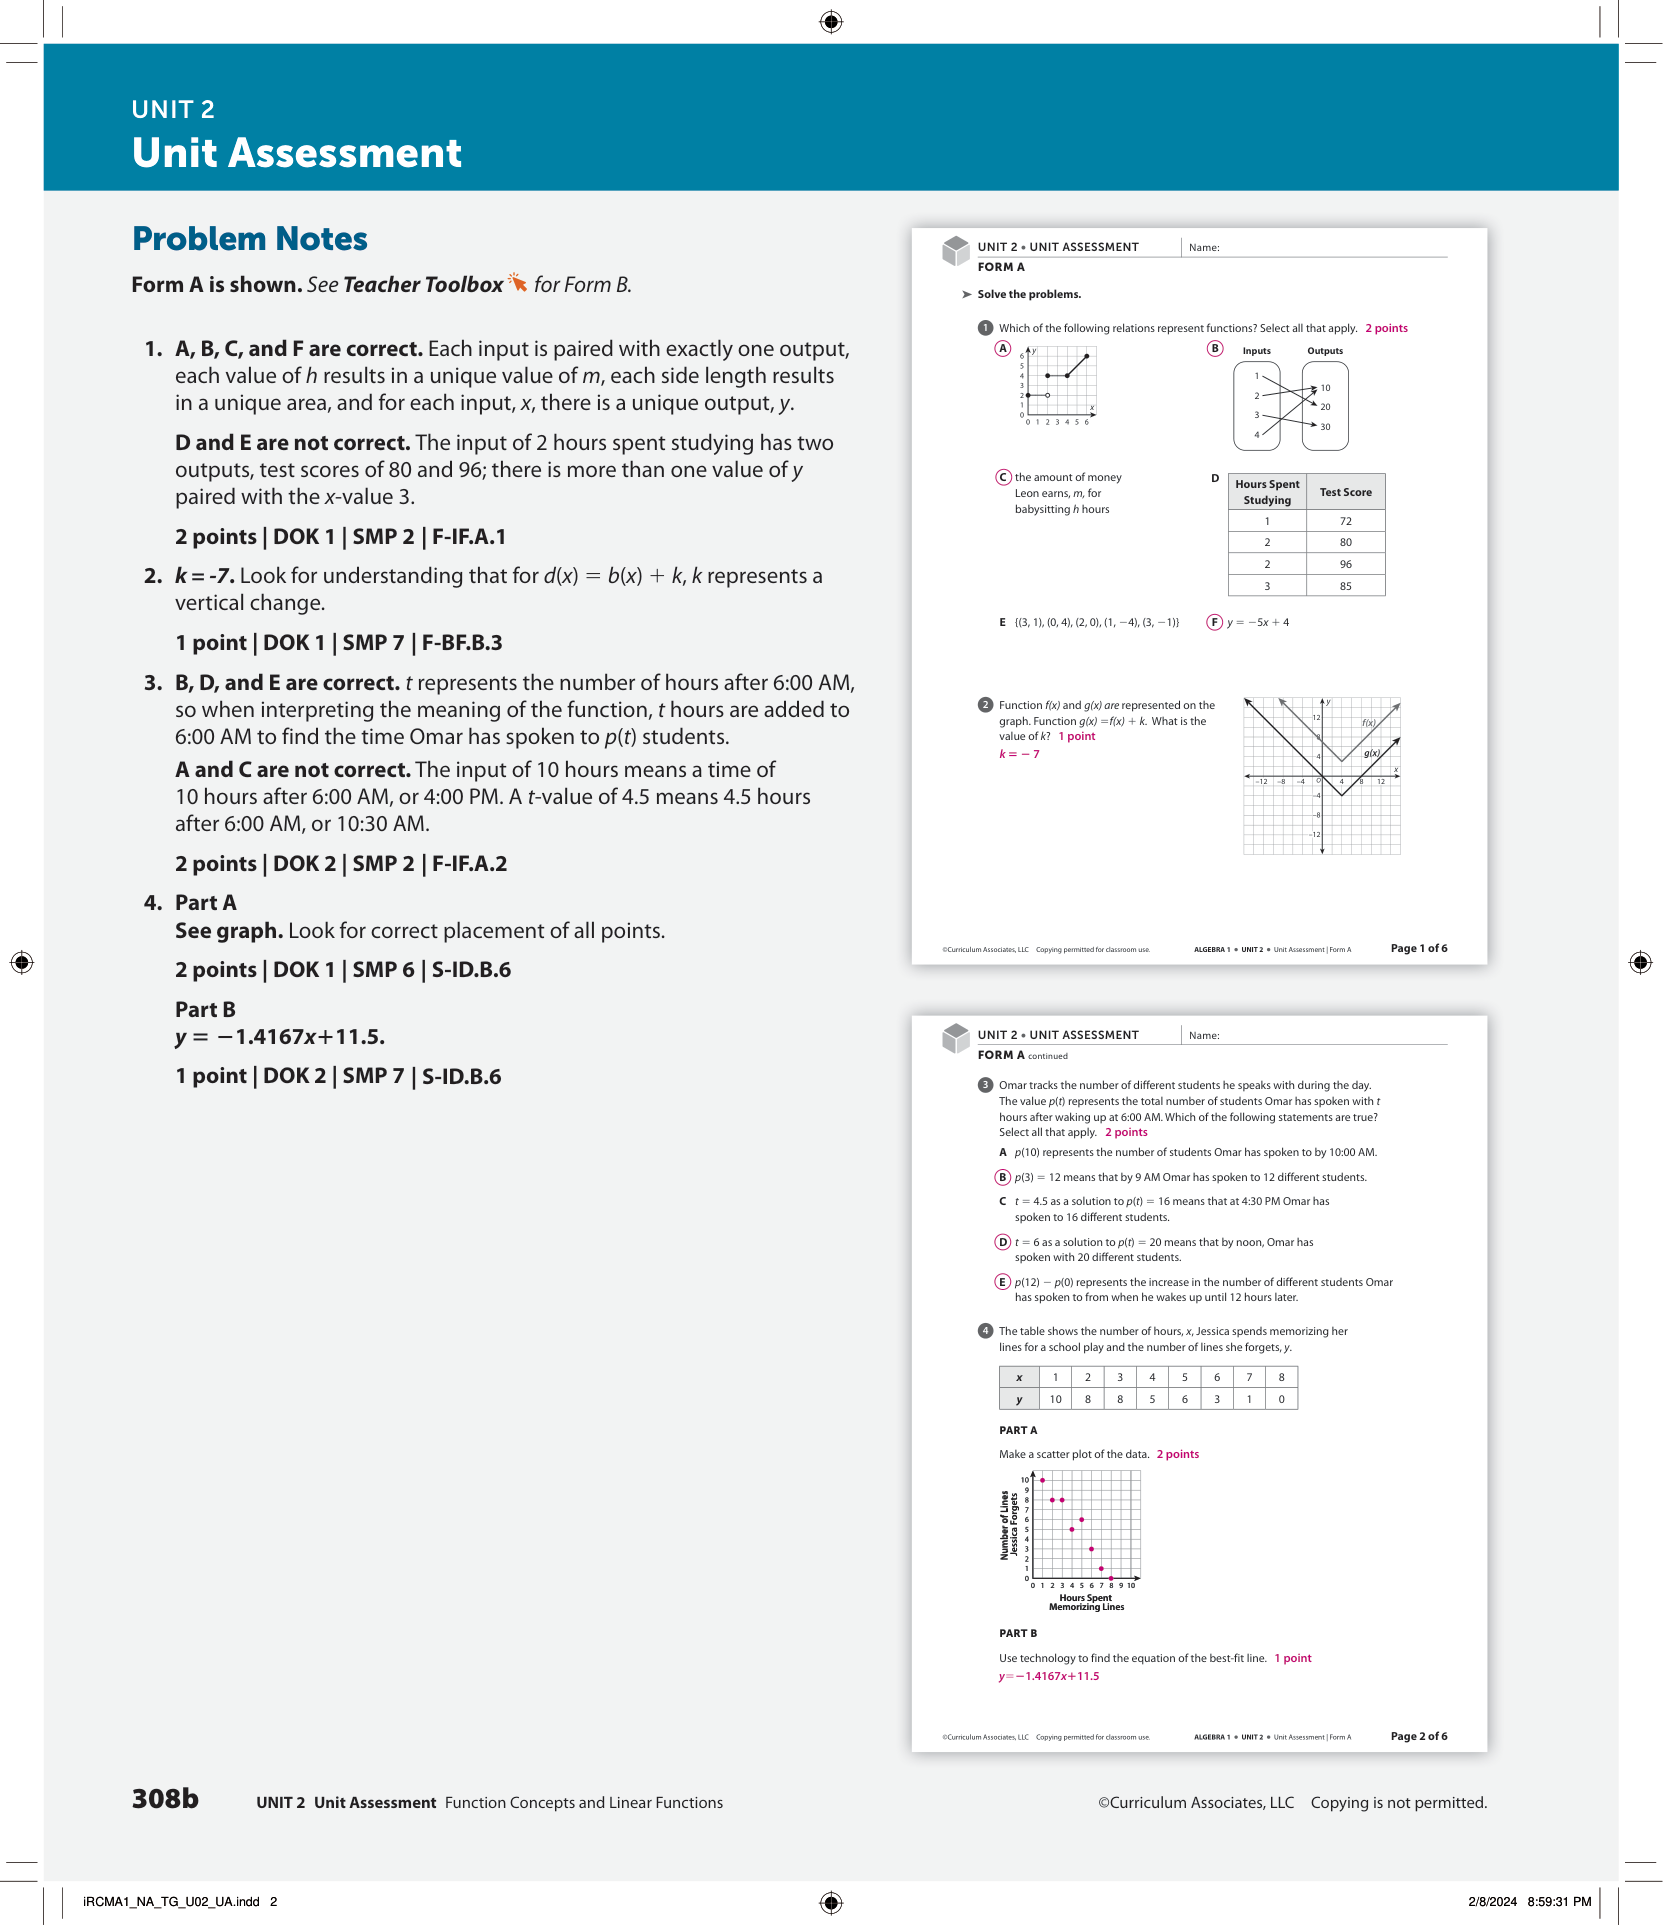 UNIT 2
Unit Assessment
Problem Notes
Form A is shown. See Teacher Toolbox for Form B.
1. A, B, C, and F are correct. Each input is paired with exactly one output,
each value of h results in a unique value of m, each side length results
in a unique area, and for each input, x, there is a unique output, y.
D and E are not correct. The input of 2 hours spent studying has two
outputs, test scores of 80 and 96; there is more than one value of y
paired with the x-value 3.
2 points | DOK 1 | SMP 2 | F-IF.A.1
2. k = -7. Look for understanding that for d(x) = b(x) + k, k represents a
vertical change.
1 point | DOK 1 | SMP 7 | F-BF.B.3
3. B, D, and E are correct. t represents the number of hours after 6:00 AM,
so when interpreting the meaning of the function, t hours are added to
6:00 AM to find the time Omar has spoken to p(t) students.
A and C are not correct. The input of 10 hours means a time of
10 hours after 6:00 AM, or 4:00 PM. A t-value of 4.5 means 4.5 hours
after 6:00 AM, or 10:30 AM.
2 points | DOK 2 | SMP 2 | F-IF.A.2
4. Part A
See graph. Look for correct placement of all points.
2 points | DOK 1 | SMP 6 | S-ID.B.6
Part B
y = −1.4167x+11.5.
1 point | DOK 2 | SMP 7 | S-ID.B.6
UNIT 2 • UNIT ASSESSMENT Name:
FORM A
➤ Solve the problems.
1 Which of the following relations represent functions? Select all that apply. 2 points
A
y
6
5
4
3
2
1
0
x
0 1 2 3 4 5 6
B
Inputs Outputs
1
2
3
4
10
20
30
C the amount of money
Leon earns, m, for
babysitting h hours
D
Hours Spent
Studying
Test Score
1 72
2 80
2 96
3 85
E {(3, 1), (0, 4), (2, 0), (1, −4), (3, −1)}
F y = −5x + 4
2 Function f(x) and g(x) are represented on the
graph. Function g(x) =f(x) + k. What is the
value of k? 1 point
k = − 7
y
12
f(x)
8
4
g(x)
x
−12 −8 −4 O 4 8 12
−4
−8
−12
©Curriculum Associates, LLC Copying permitted for classroom use. ALGEBRA 1 • UNIT 2 • Unit Assessment | Form A Page 1 of 6
UNIT 2 • UNIT ASSESSMENT Name:
FORM A continued
3 Omar tracks the number of different students he speaks with during the day.
The value p(t) represents the total number of students Omar has spoken with t
hours after waking up at 6:00 AM. Which of the following statements are true?
Select all that apply. 2 points
A p(10) represents the number of students Omar has spoken to by 10:00 AM.
B p(3) = 12 means that by 9 AM Omar has spoken to 12 different students.
C t = 4.5 as a solution to p(t) = 16 means that at 4:30 PM Omar has
spoken to 16 different students.
D t = 6 as a solution to p(t) = 20 means that by noon, Omar has
spoken with 20 different students.
E p(12) − p(0) represents the increase in the number of different students Omar
has spoken to from when he wakes up until 12 hours later.
4 The table shows the number of hours, x, Jessica spends memorizing her
lines for a school play and the number of lines she forgets, y.
x 1 2 3 4 5 6 7 8
y 10 8 8 5 6 3 1 0
PART A
Make a scatter plot of the data. 2 points
Number of Lines
Jessica Forgets
10
9
8
7
6
5
4
3
2
1
0
0 1 2 3 4 5 6 7 8 9 10
Hours Spent
Memorizing Lines
PART B
Use technology to find the equation of the best-fit line. 1 point
y=−1.4167x+11.5
©Curriculum Associates, LLC Copying permitted for classroom use. ALGEBRA 1 • UNIT 2 • Unit Assessment | Form A Page 2 of 6
308b UNIT 2 Unit Assessment Function Concepts and Linear Functions ©Curriculum Associates, LLC Copying is not permitted.
iRCMA1_NA_TG_U02_UA.indd 2 2/8/2024 8:59:31 PM